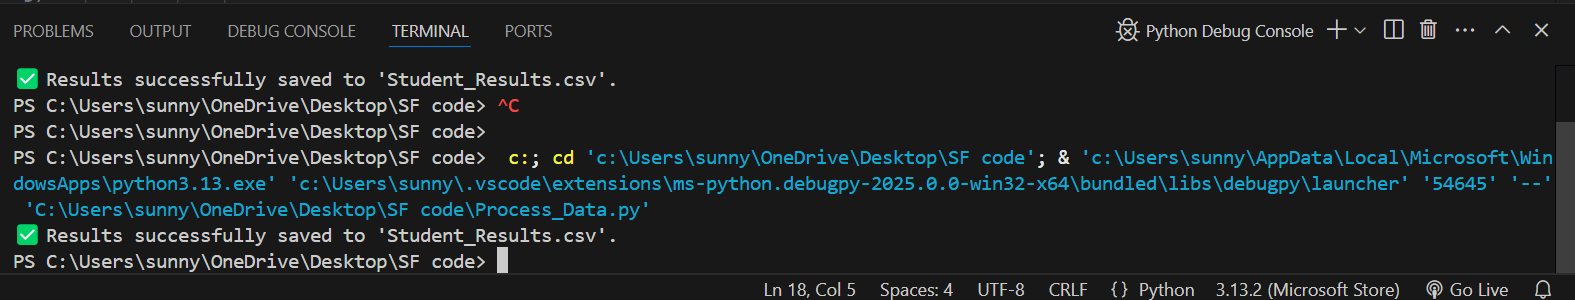 PROBLEMS OUTPUT DEBUG CONSOLE TERMINAL PORTS Python Debug Console
✅ Results successfully saved to 'Student_Results.csv'.
PS C:\Users\sunny\OneDrive\Desktop\SF code> ^C
PS C:\Users\sunny\OneDrive\Desktop\SF code>
PS C:\Users\sunny\OneDrive\Desktop\SF code>  c:; cd 'c:\Users\sunny\OneDrive\Desktop\SF code'; & 'c:\Users\sunny\AppData\Local\Microsoft\Win
dowsApps\python3.13.exe' 'c:\Users\sunny\.vscode\extensions\ms-python.debugpy-2025.0.0-win32-x64\bundled\libs\debugpy\launcher' '54645' '--'
 'C:\Users\sunny\OneDrive\Desktop\SF code\Process_Data.py'
✅ Results successfully saved to 'Student_Results.csv'.
PS C:\Users\sunny\OneDrive\Desktop\SF code>
Ln 18, Col 5 Spaces: 4 UTF-8 CRLF {} Python 3.13.2 (Microsoft Store) Go Live